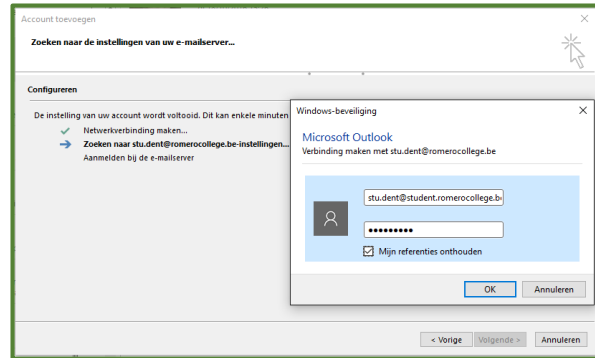 Account toevoegen
Zoeken naar de instellingen van uw e-mailserver...
Configureren
De instelling van uw account wordt voltooid. Dit kan enkele minuten
Netwerkverbinding maken...
Zoeken naar stu.dent@romerocollege.be-instellingen...
Aanmelden bij de e-mailserver
Windows-beveiliging
Microsoft Outlook
Verbinding maken met stu.dent@romerocollege.be
stu.dent@student.romerocollege.b
Mijn referenties onthouden
OK Annuleren
< Vorige Volgende > Annuleren